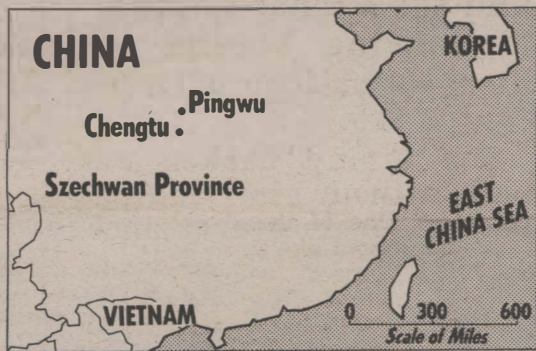 CHINA
KOREA
Pingwu
Chengtu
Szechwan Province
EAST
CHINA SEA
VIETNAM
0 300 600
Scale of Miles